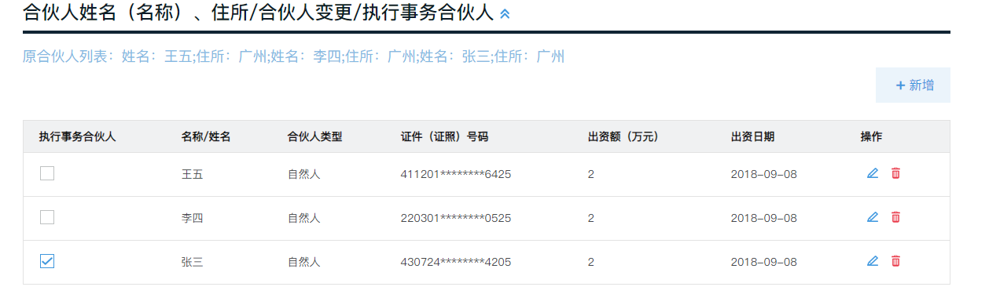 合伙人姓名（名称）、住所/合伙人变更/执行事务合伙人
原合伙人列表：姓名：王五;住所：广州;姓名：李四;住所：广州;姓名：张三;住所：广州
+ 新增
执行事务合伙人 名称/姓名 合伙人类型 证件（证照）号码 出资额（万元） 出资日期 操作
王五 自然人 411201********6425 2 2018-09-08
李四 自然人 220301********0525 2 2018-09-08
张三 自然人 430724********4205 2 2018-09-08